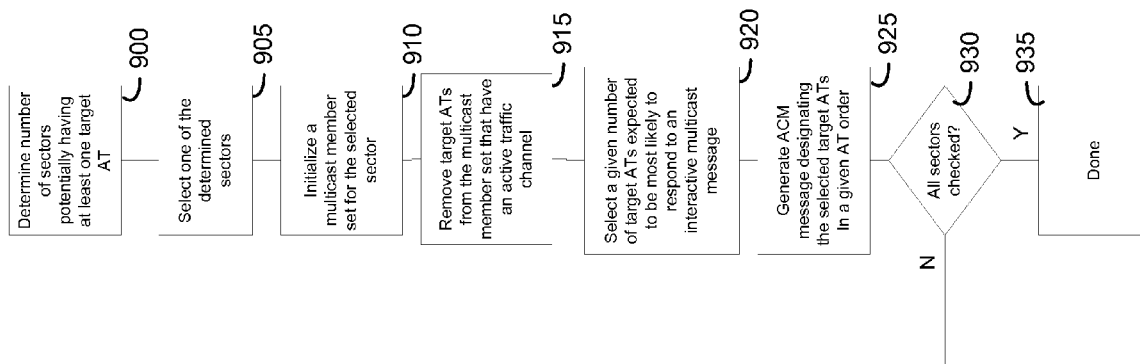 Determine number
of sectors
potentially having
at least one target
AT
900
Select one of the
determined
sectors
905
Initialize a
multicast member
set for the selected
sector
910
Remove target ATs
from the multicast
member set that have
an active traffic
channel
915
Select a given number
of target ATs expected
to be most likely to
respond to an
interactive multicast
message
920
Generate ACM
message designating
the selected target ATs
In a given AT order
925
All sectors
checked?
930
N
Y
935
Done